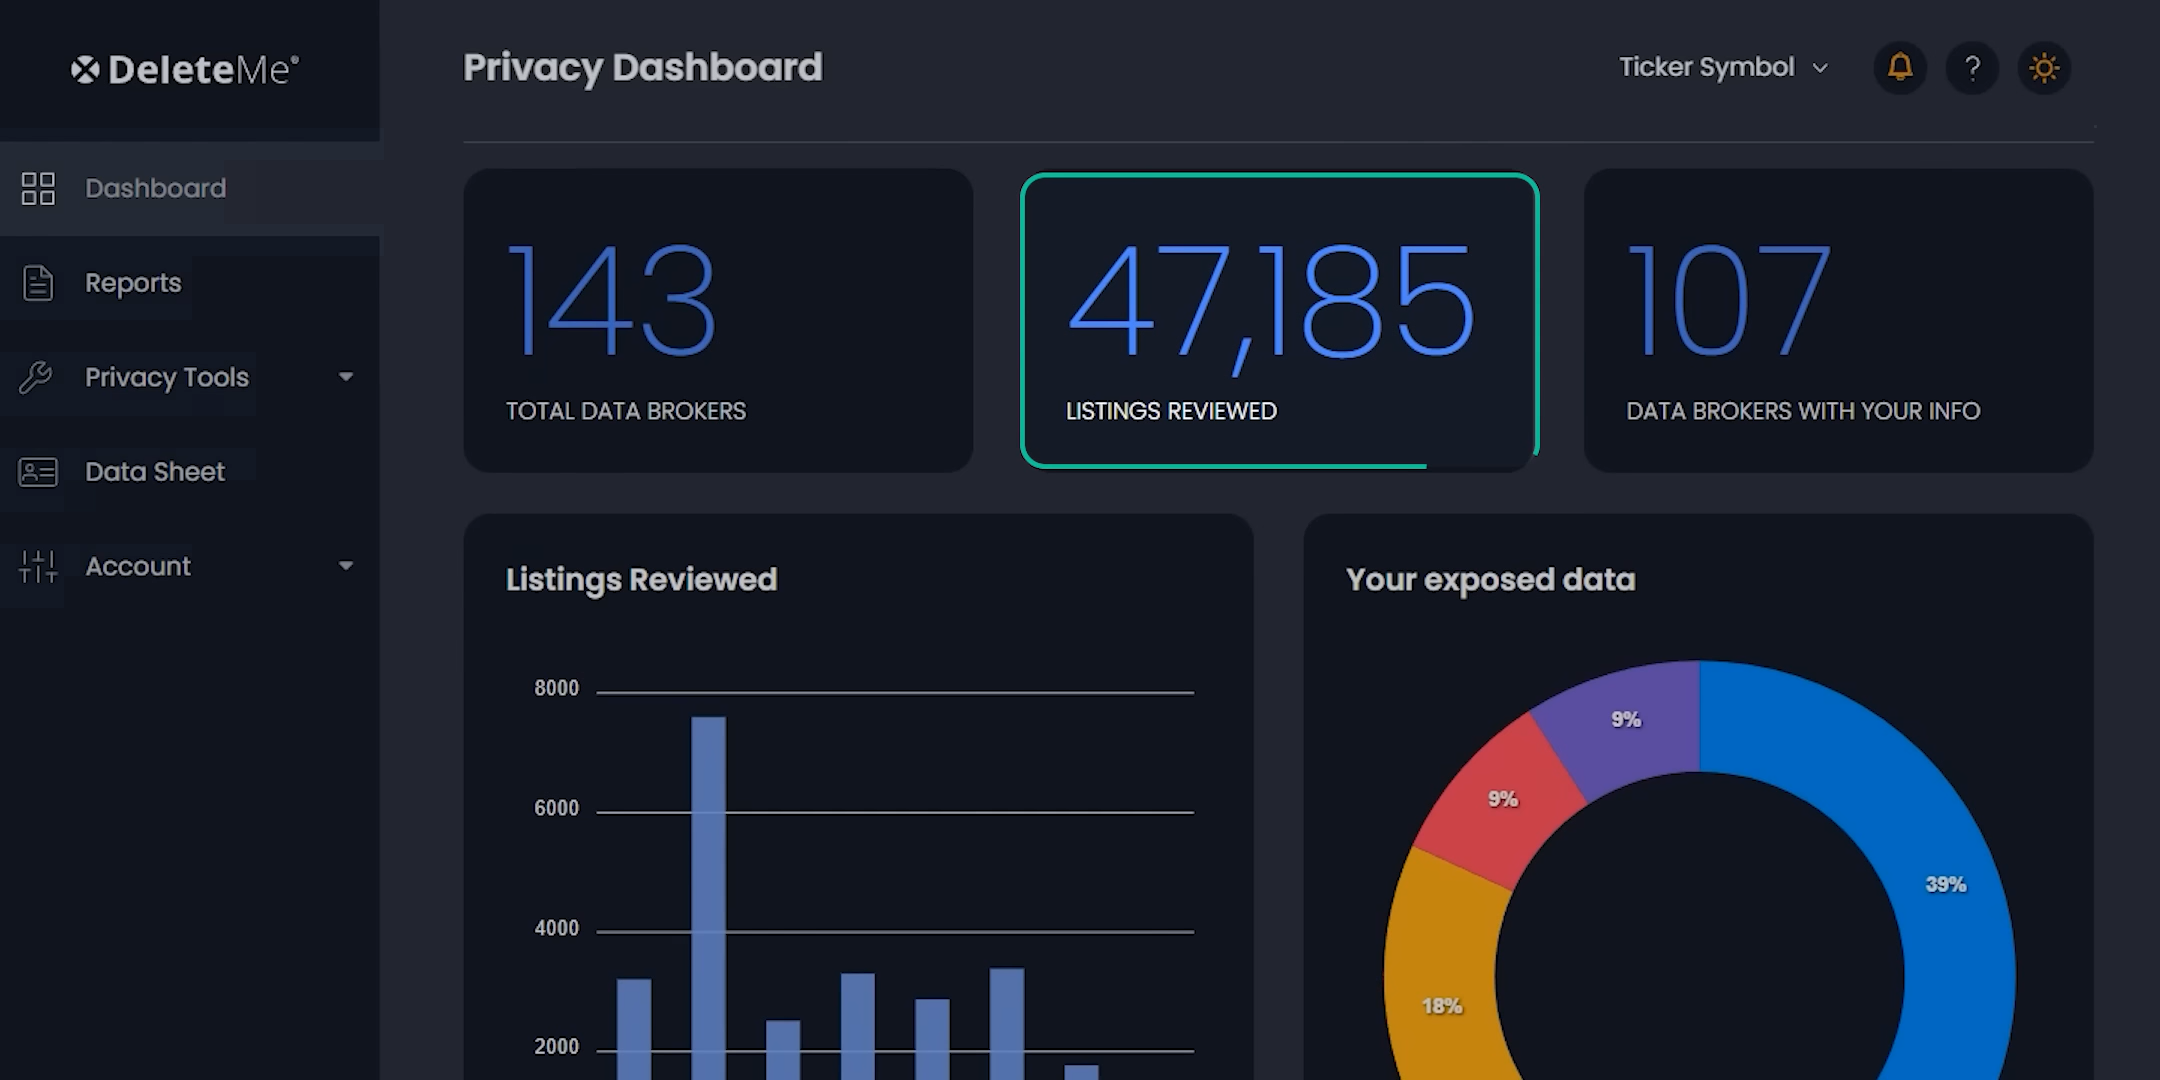 DeleteMe®
Privacy Dashboard
Ticker Symbol
?
Dashboard
Reports
Privacy Tools
Data Sheet
Account
143
TOTAL DATA BROKERS
47,185
LISTINGS REVIEWED
107
DATA BROKERS WITH YOUR INFO
Listings Reviewed
8000
6000
4000
2000
Your exposed data
9%
9%
39%
18%